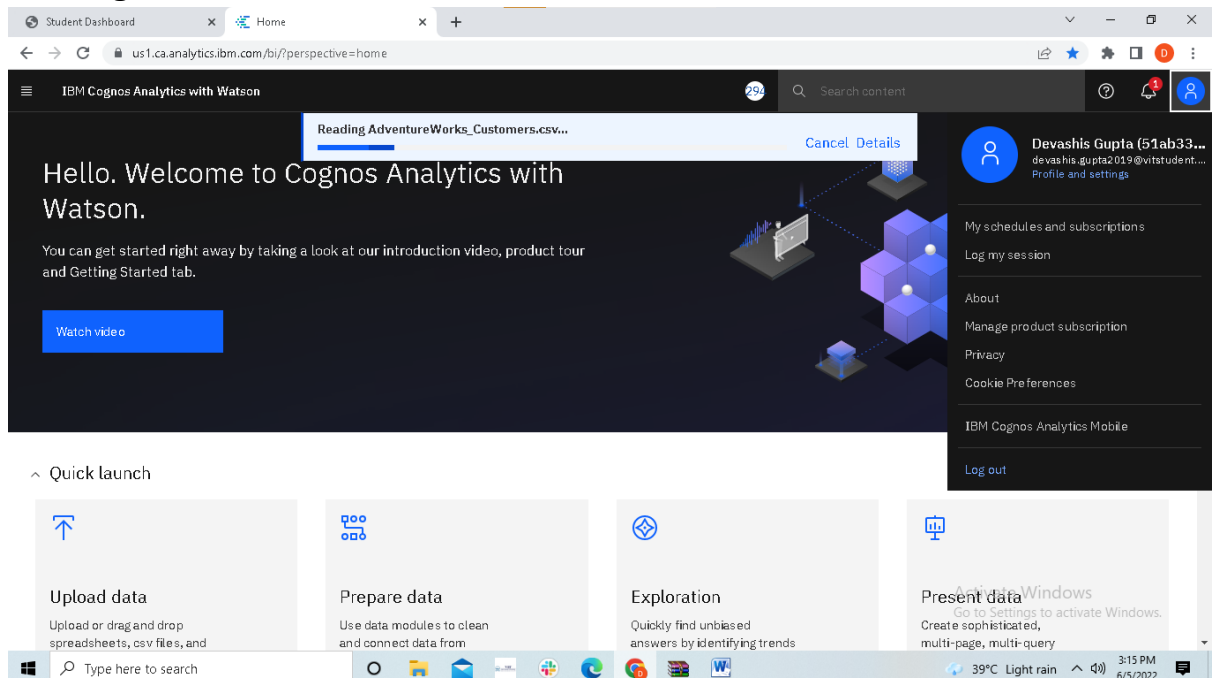 Student Dashboard
Home
us1.ca.analytics.ibm.com/bi/?perspective=home
D
IBM Cognos Analytics with Watson
294
Search content
1
Reading AdventureWorks_Customers.csv...
Cancel Details
Hello. Welcome to Cognos Analytics with
Watson.
You can get started right away by taking a look at our introduction video, product tour
and Getting Started tab.
Watch video
Devashis Gupta (51ab33...
devashis.gupta2019@vitstudent....
Profile and settings
My schedules and subscriptions
Log my session
About
Manage product subscription
Privacy
Cookie Preferences
IBM Cognos Analytics Mobile
Log out
Quick launch
Upload data
Upload or drag and drop
spreadsheets, csv files, and
Prepare data
Use data modules to clean
and connect data from
Exploration
Quickly find unbiased
answers by identifying trends
Present data
Create sophisticated,
multi-page, multi-query
Activate Windows
Go to Settings to activate Windows.
Type here to search
39°C Light rain
3:15 PM
6/5/2022